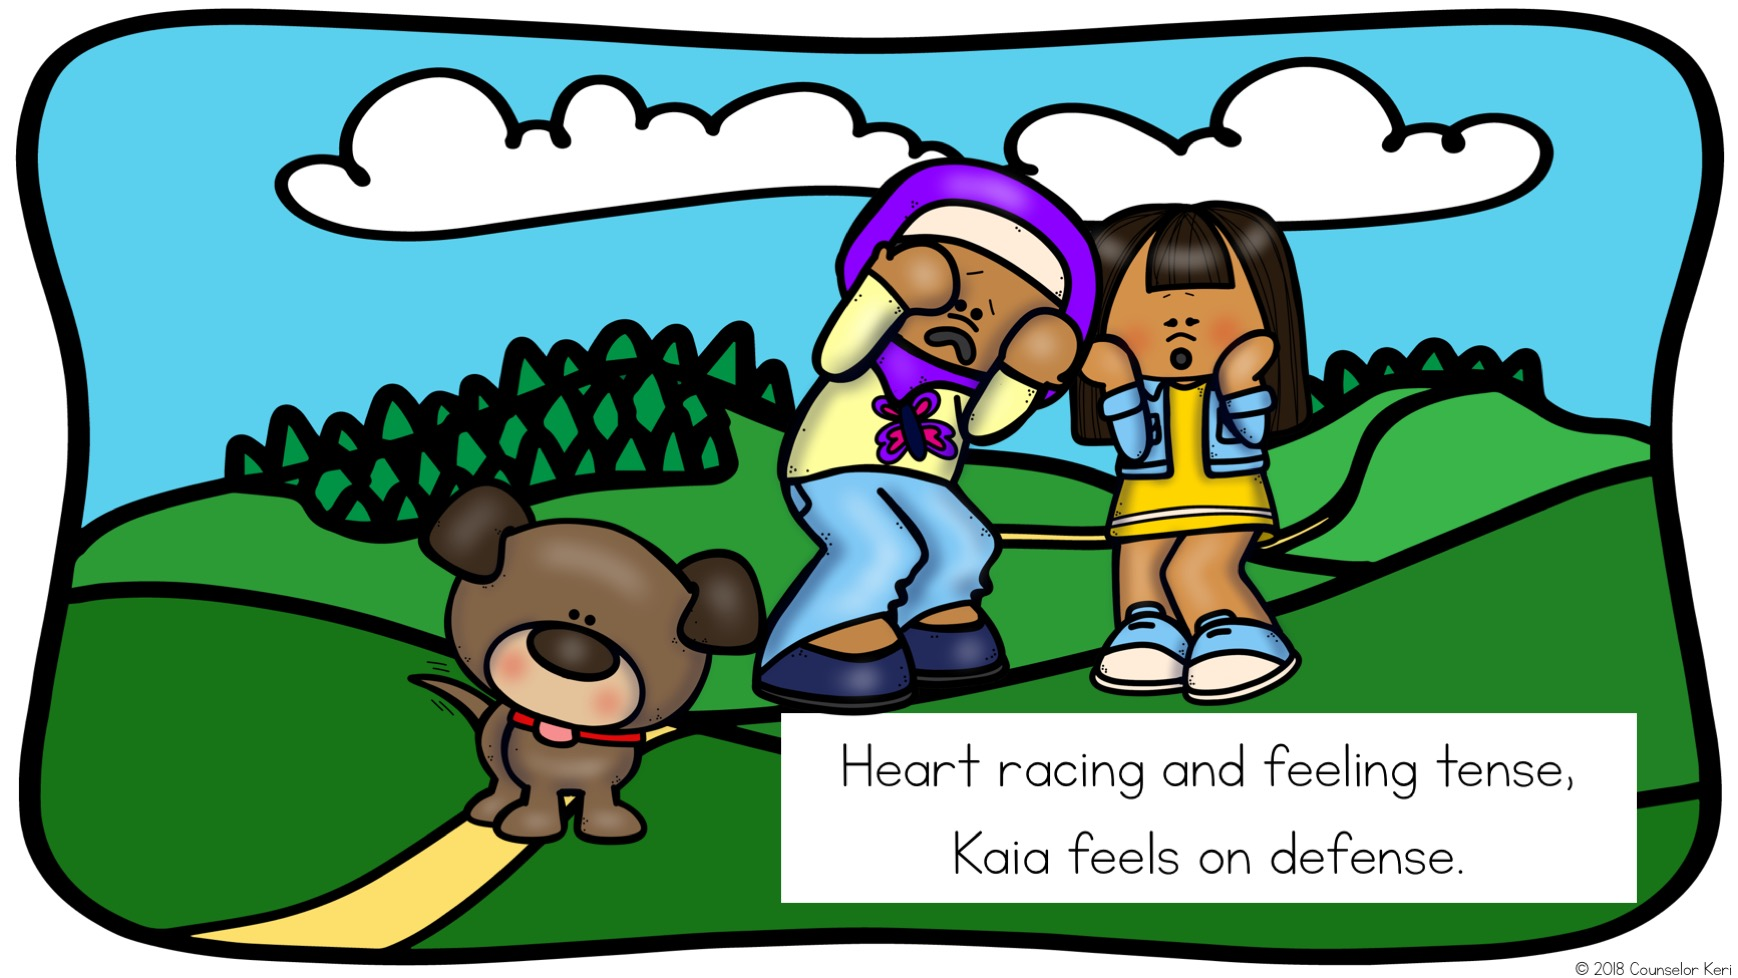 Heart racing and feeling tense,
Kaia feels on defense.
© 2018 Counselor Keri